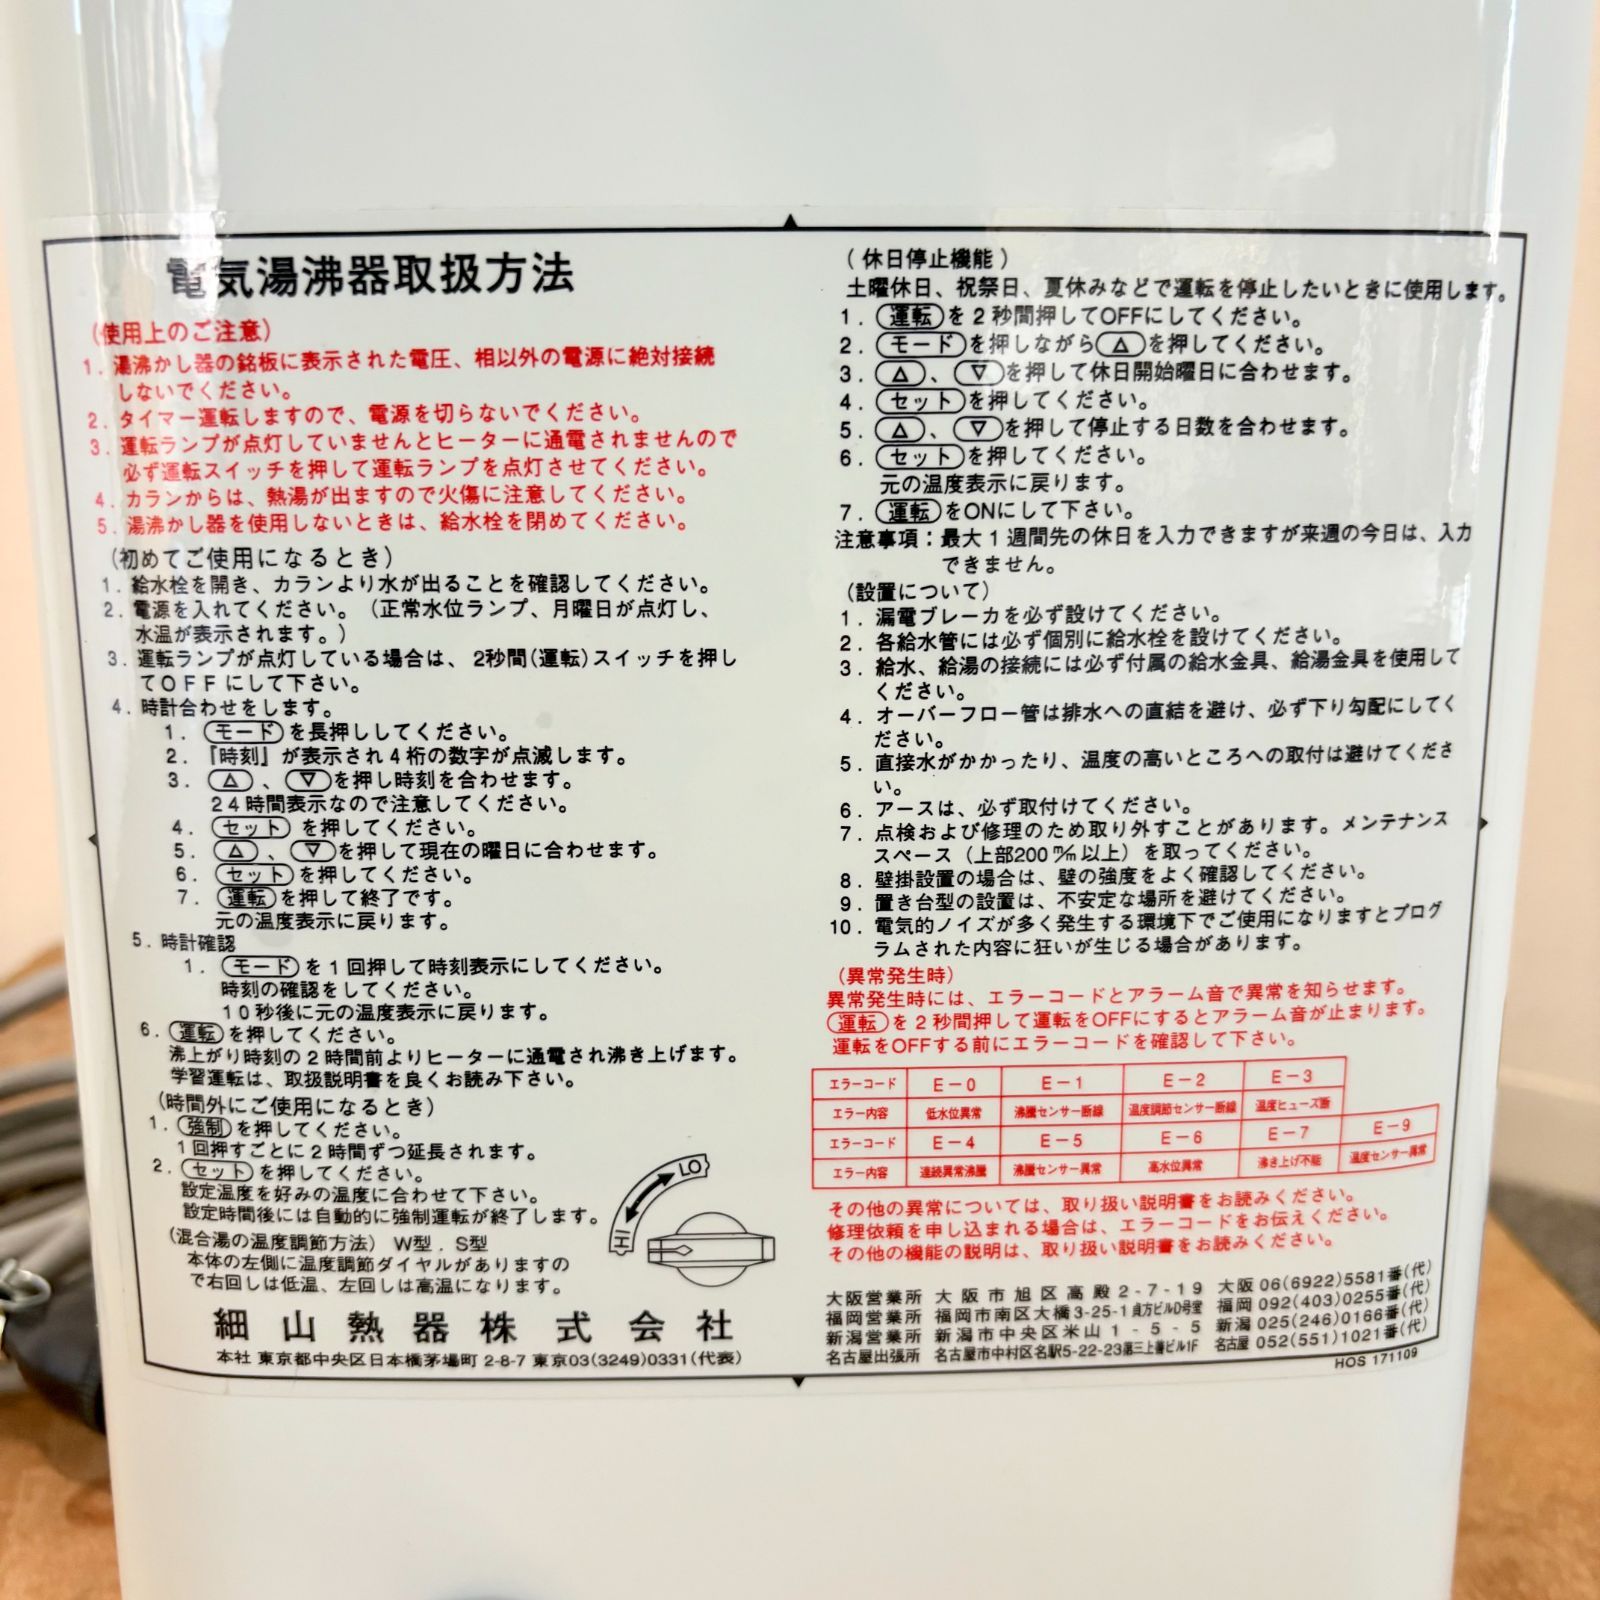 電気湯沸器取扱方法
(使用上のご注意)
1. 湯沸かし器の銘板に表示された電圧、相以外の電源に絶対接続
しないでください。
2. タイマー運転しますので、電源を切らないでください。
3. 運転ランプが点灯していませんとヒーターに通電されませんので
必ず運転スイッチを押して運転ランプを点灯させてください。
4. カランからは、熱湯が出ますので火傷に注意してください。
5. 湯沸かし器を使用しないときは、給水栓を閉めてください。
(初めてご使用になるとき)
1. 給水栓を開き、カランより水が出ることを確認してください。
2. 電源を入れてください。(正常水位ランプ、月曜日が点灯し、
水温が表示されます。)
3. 運転ランプが点灯している場合は、2秒間(運転)スイッチを押し
てOFFにして下さい。
4. 時計合わせをします。
1. モードを長押ししてください。
2. 『時刻』が表示され4桁の数字が点滅します。
3. △、▽を押し時刻を合わせます。
24時間表示なので注意してください。
4. セットを押してください。
5. △、▽を押して現在の曜日に合わせます。
6. セットを押してください。
7. 運転を押して終了です。
元の温度表示に戻ります。
5. 時計確認
1. モードを1回押して時刻表示にしてください。
時刻の確認をしてください。
10秒後に元の温度表示に戻ります。
6. 運転を押してください。
沸上がり時刻の2時間前よりヒーターに通電され沸き上げます。
学習運転は、取扱説明書を良くお読み下さい。
(時間外にご使用になるとき)
1. 強制を押してください。
1回押すごとに2時間ずつ延長されます。
2. セットを押してください。
設定温度を好みの温度に合わせて下さい。
設定時間後には自動的に強制運転が終了します。
(混合湯の温度調節方法) W型. S型
本体の左側に温度調節ダイヤルがありますの
で右回しは低温、左回しは高温になります。
LO
HI
細山熱器株式会社
本社 東京都中央区日本橋茅場町2-8-7 東京03(3249)0331(代表)
(休日停止機能)
土曜休日、祝祭日、夏休みなどで運転を停止したいときに使用します。
1. 運転を2秒間押してOFFにしてください。
2. モードを押しながら△を押してください。
3. △、▽を押して休日開始曜日に合わせます。
4. セットを押してください。
5. △、▽を押して停止する日数を合わせます。
6. セットを押してください。
元の温度表示に戻ります。
7. 運転をONにして下さい。
注意事項：最大1週間先の休日を入力できますが来週の今日は、入力
できません。
(設置について)
1. 漏電ブレーカを必ず設けてください。
2. 各給水管には必ず個別に給水栓を設けてください。
3. 給水、給湯の接続には必ず付属の給水金具、給湯金具を使用して
ください。
4. オーバーフロー管は排水への直結を避け、必ず下り勾配にしてく
ださい。
5. 直接水がかかったり、温度の高いところへの取付は避けてくださ
い。
6. アースは、必ず取付けてください。
7. 点検および修理のため取り外すことがあります。メンテナンス
スペース(上部200m/m以上)を取ってください。
8. 壁掛設置の場合は、壁の強度をよく確認してください。
9. 置き台型の設置は、不安定な場所を避けてください。
10. 電気的ノイズが多く発生する環境下でご使用になりますとプログ
ラムされた内容に狂いが生じる場合があります。
(異常発生時)
異常発生時には、エラーコードとアラーム音で異常を知らせます。
運転を2秒間押して運転をOFFにするとアラーム音が止まります。
運転をOFFする前にエラーコードを確認して下さい。
エラーコード E-0 E-1 E-2 E-3
エラー内容 低水位異常 沸騰センサー断線 温度調節センサー断線 温度ヒューズ断
エラーコード E-4 E-5 E-6 E-7 E-9
エラー内容 連続異常沸騰 沸騰センサー異常 高水位異常 沸き上げ不能 温度センサー異常
その他の異常については、取り扱い説明書をお読みください。
修理依頼を申し込まれる場合は、エラーコードをお伝えください。
その他の機能の説明は、取り扱い説明書をお読みください。
大阪営業所 大阪市旭区高殿2-7-19 大阪06(6922)5581番(代)
福岡営業所 福岡市南区大橋3-25-1貞方ビルD号室 福岡092(403)0255番(代)
新潟営業所 新潟市中央区米山1-5-5 新潟025(246)0166番(代)
名古屋出張所 名古屋市中村区名駅5-22-23第三上番ビル1F 名古屋052(551)1021番(代)
HOS 171109